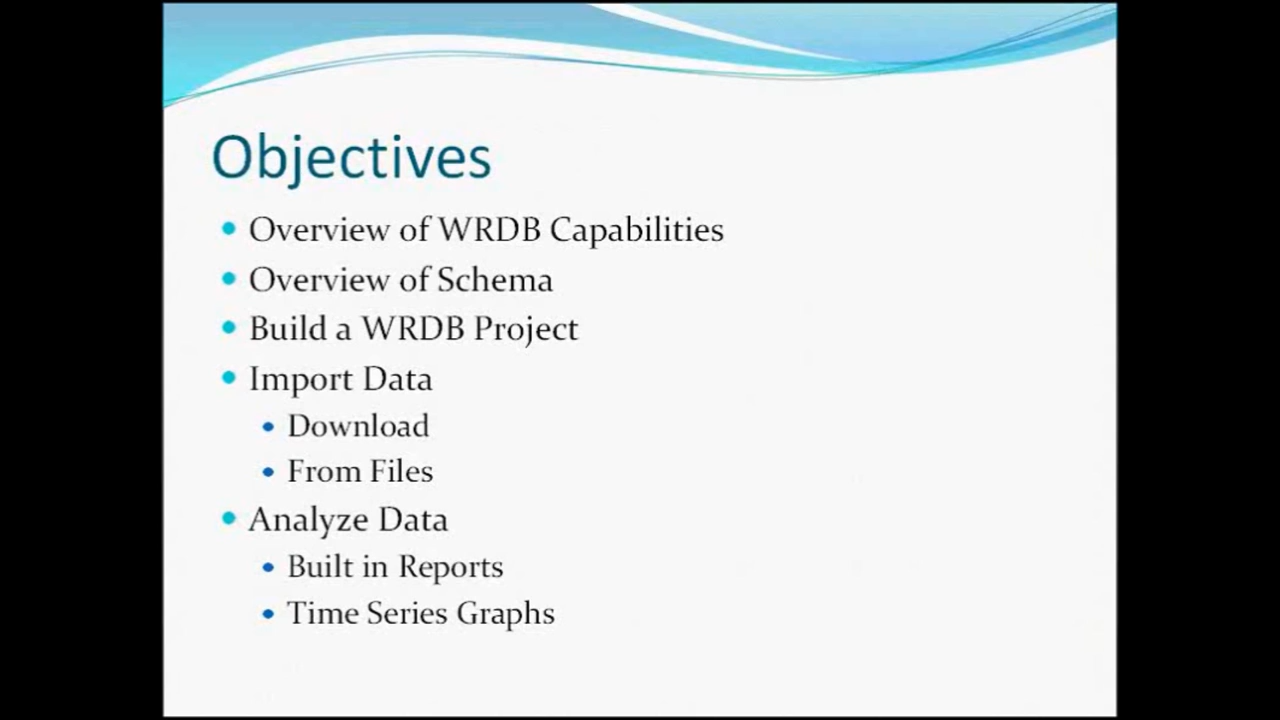 Objectives
Overview of WRDB Capabilities
Overview of Schema
Build a WRDB Project
Import Data
Download
From Files
Analyze Data
Built in Reports
Time Series Graphs